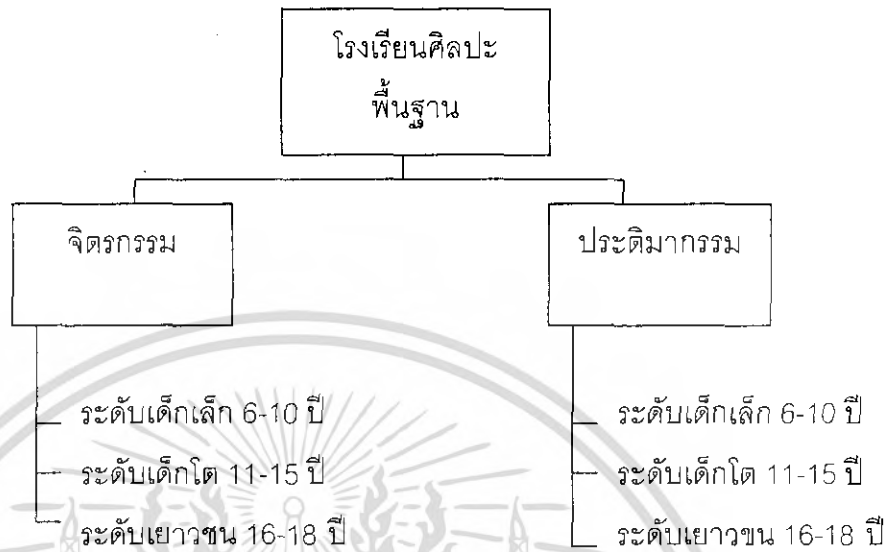 โรงเรียนศิลปะ
พื้นฐาน
จิตรกรรม
ระดับเด็กเล็ก 6-10 ปี
ระดับเด็กโต 11-15 ปี
ระดับเยาวชน 16-18 ปี
ประติมากรรม
ระดับเด็กเล็ก 6-10 ปี
ระดับเด็กโต 11-15 ปี
ระดับเยาวชน 16-18 ปี